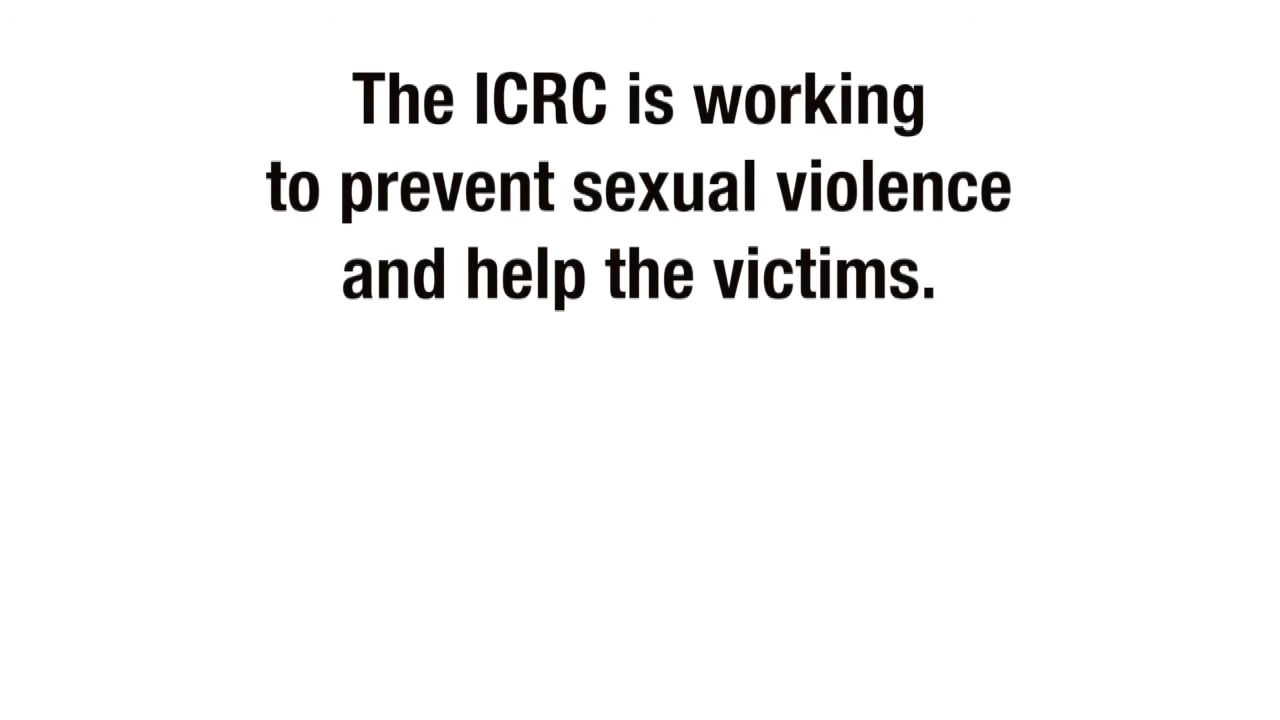 The ICRC is working
to prevent sexual violence
and help the victims.